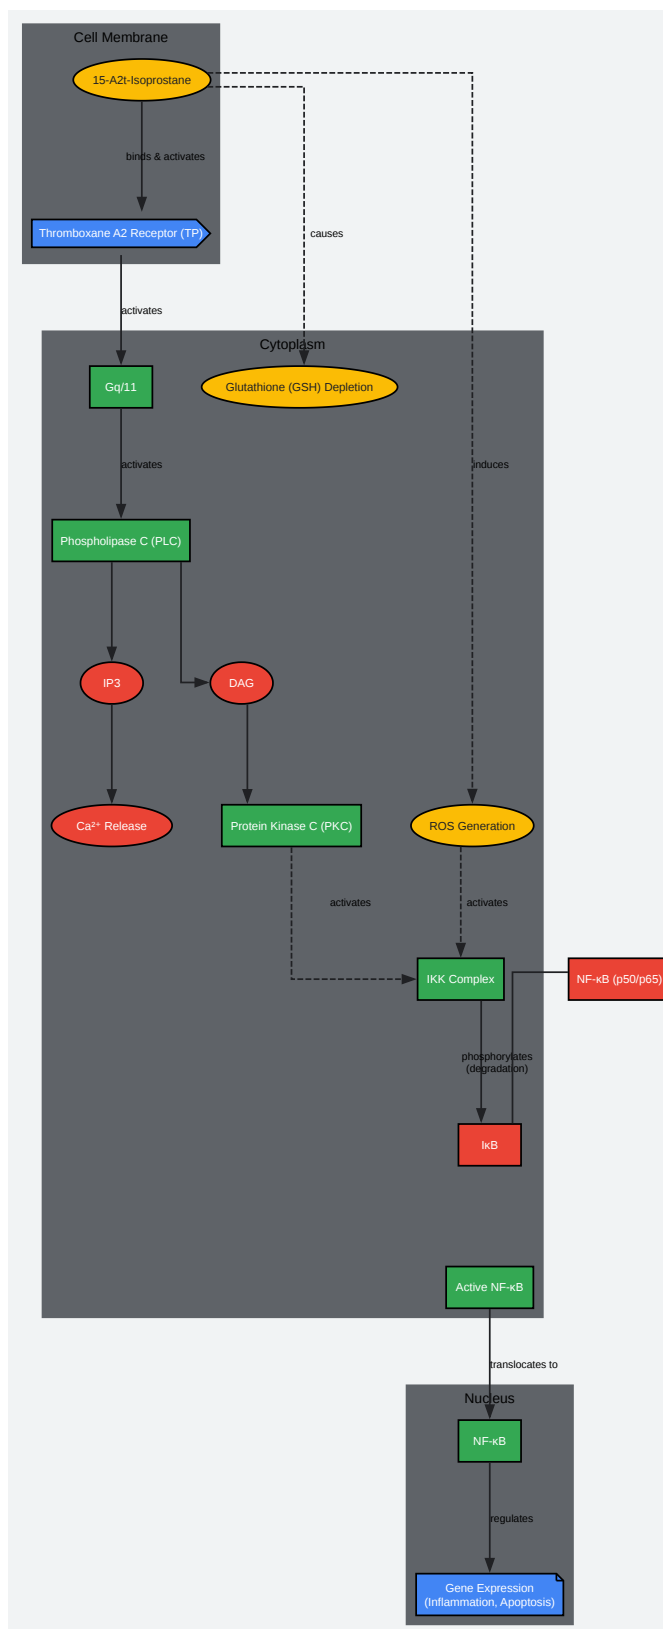 Cell Membrane
15-A2t-Isoprostane
binds & activates
Thromboxane A2 Receptor (TP)
causes
activates
Cytoplasm
Gq/11
Glutathione (GSH) Depletion
activates
induces
Phospholipase C (PLC)
IP3
DAG
Ca²⁺ Release
Protein Kinase C (PKC)
ROS Generation
activates
activates
IKK Complex
NF-κB (p50/p65)
phosphorylates
(degradation)
IκB
Active NF-κB
translocates to
Nucleus
NF-κB
regulates
Gene Expression
(Inflammation, Apoptosis)